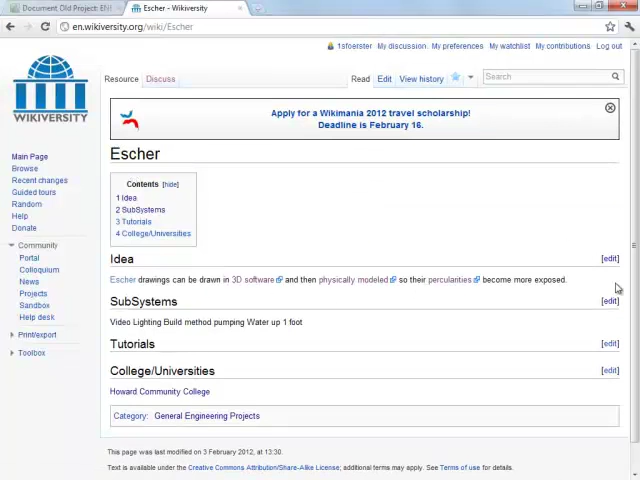 Document Old Project: EN
Escher - Wikiversity
en.wikiversity.org/wiki/Escher
1sfoerster My discussion My preferences My watchlist My contributions Log out
Resource Discuss Read Edit View history Search
WIKIVERSITY
Apply for a Wikimania 2012 travel scholarship!
Deadline is February 16.
Main Page
Browse
Recent changes
Guided tours
Random
Help
Donate
Community
Portal
Colloquium
News
Projects
Sandbox
Help desk
Print/export
Toolbox
Escher
Contents [hide]
1 Idea
2 SubSystems
3 Tutorials
4 College/Universities
Idea [edit]
Escher drawings can be drawn in 3D software and then physically modeled so their percularities become more exposed.
SubSystems [edit]
Video Lighting Build method pumping Water up 1 foot
Tutorials [edit]
College/Universities [edit]
Howard Community College
Category: General Engineering Projects
This page was last modified on 3 February 2012, at 13:30.
Text is available under the Creative Commons Attribution/Share-Alike License; additional terms may apply. See Terms of use for details.